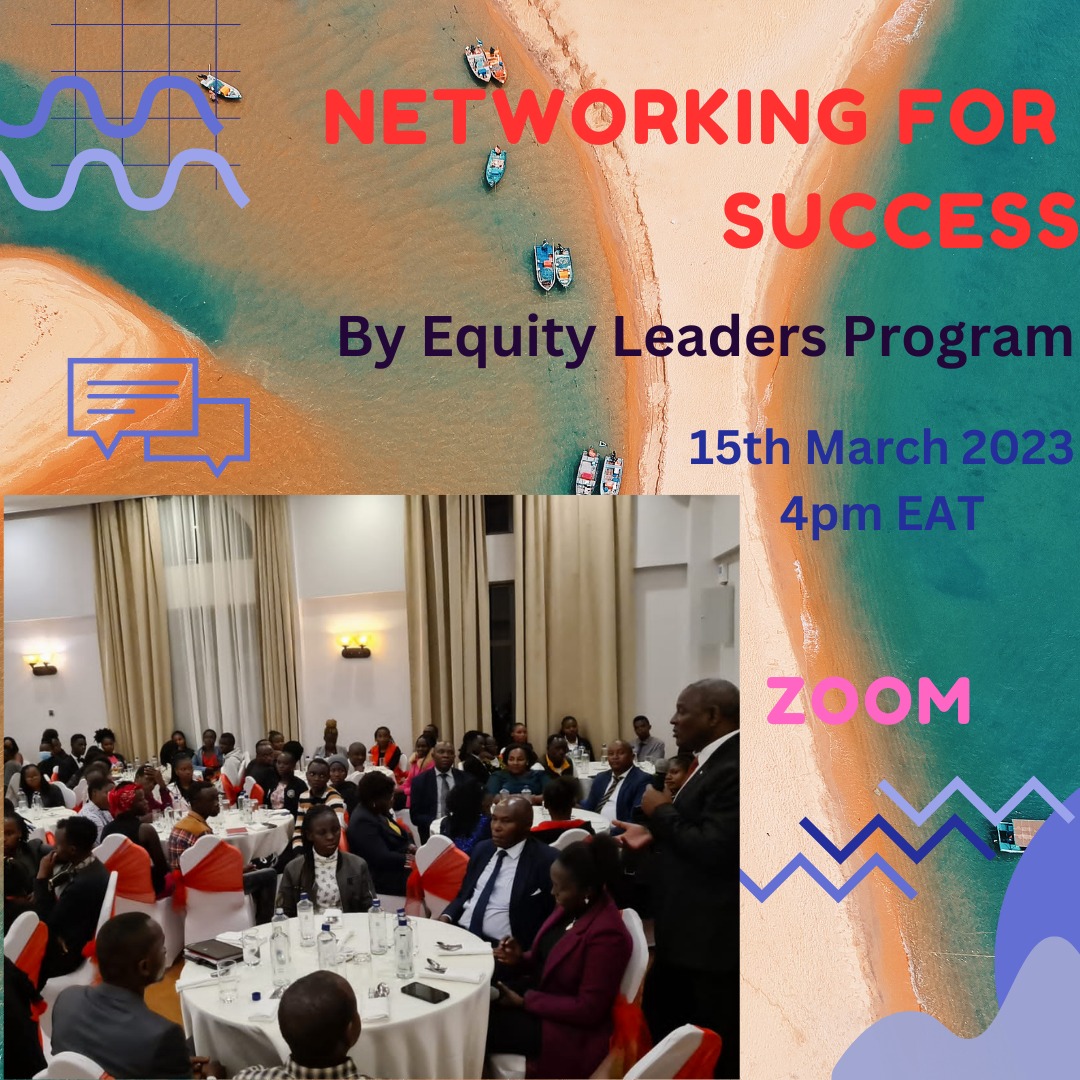 NETWORKING FOR
SUCCESS
By Equity Leaders Program
15th March 2023
4pm EAT
ZOOM